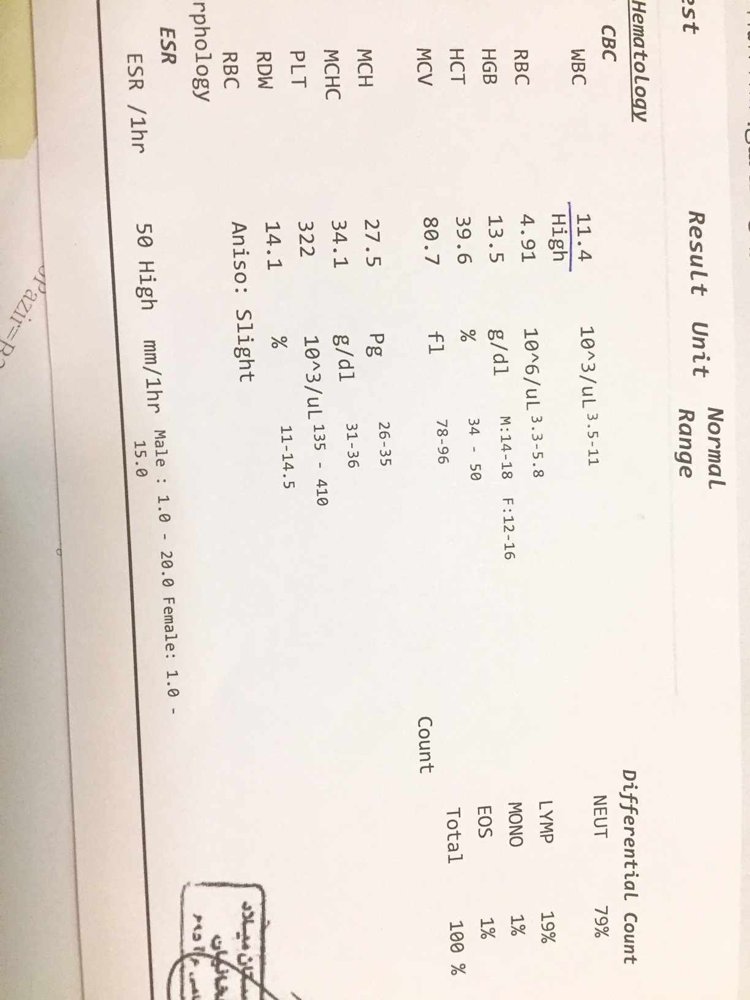 est Result Unit Normal Range
Hematology
CBC Differential Count
WBC 11.4 10^3/uL 3.5-11 NEUT 79%
High
RBC 4.91 10^6/uL 3.3-5.8 LYMP 19%
HGB 13.5 g/dl M:14-18 F:12-16 MONO 1%
HCT 39.6 % 34 - 50 EOS 1%
MCV 80.7 fl 78-96 Total 100 %
Count
MCH 27.5 Pg 26-35
MCHC 34.1 g/dl 31-36
PLT 322 10^3/uL 135 - 410
RDW 14.1 % 11-14.5
RBC Aniso: Slight
rphology
ESR
ESR /1hr 50 High mm/1hr Male : 1.0 - 20.0 Female: 1.0 -
15.0